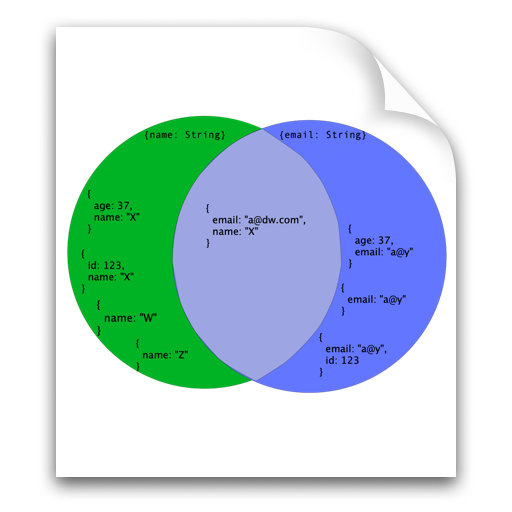 {name: String}
{email: String}
{
age: 37,
name: "X"
}
{
id: 123,
name: "X"
}
{
name: "W"
}
{
name: "Z"
}
{
email: "a@dw.com",
name: "X"
}
{
age: 37,
email: "a@y"
}
{
email: "a@y"
}
{
email: "a@y",
id: 123
}